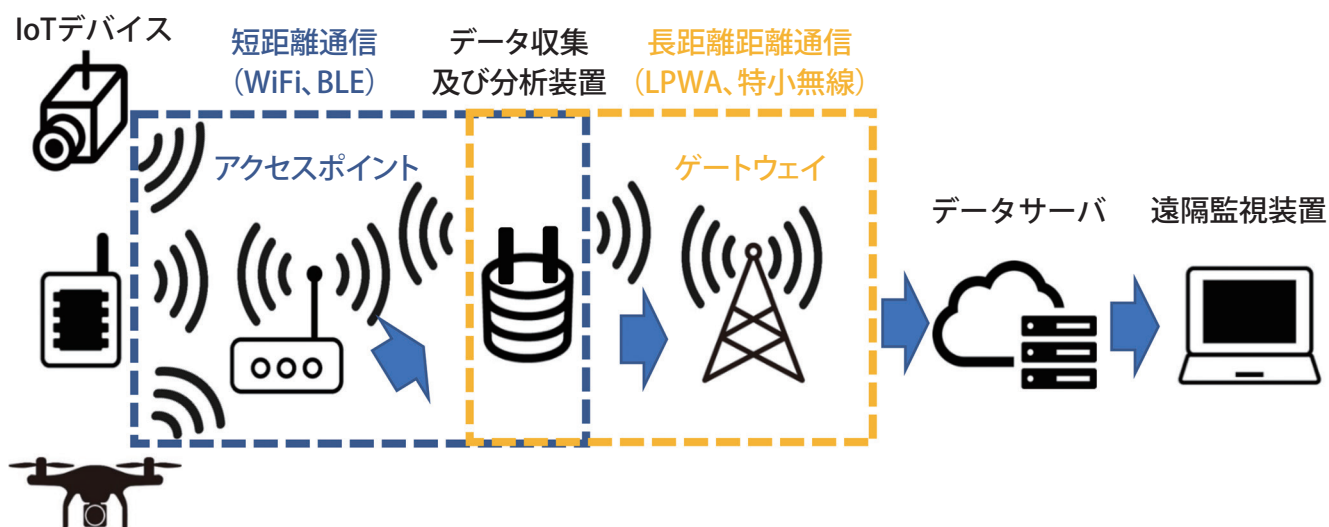 IoTデバイス
短距離通信
（WiFi、BLE）
データ収集
及び分析装置
長距離距離通信
（LPWA、特小無線）
アクセスポイント
ゲートウェイ
データサーバ
遠隔監視装置